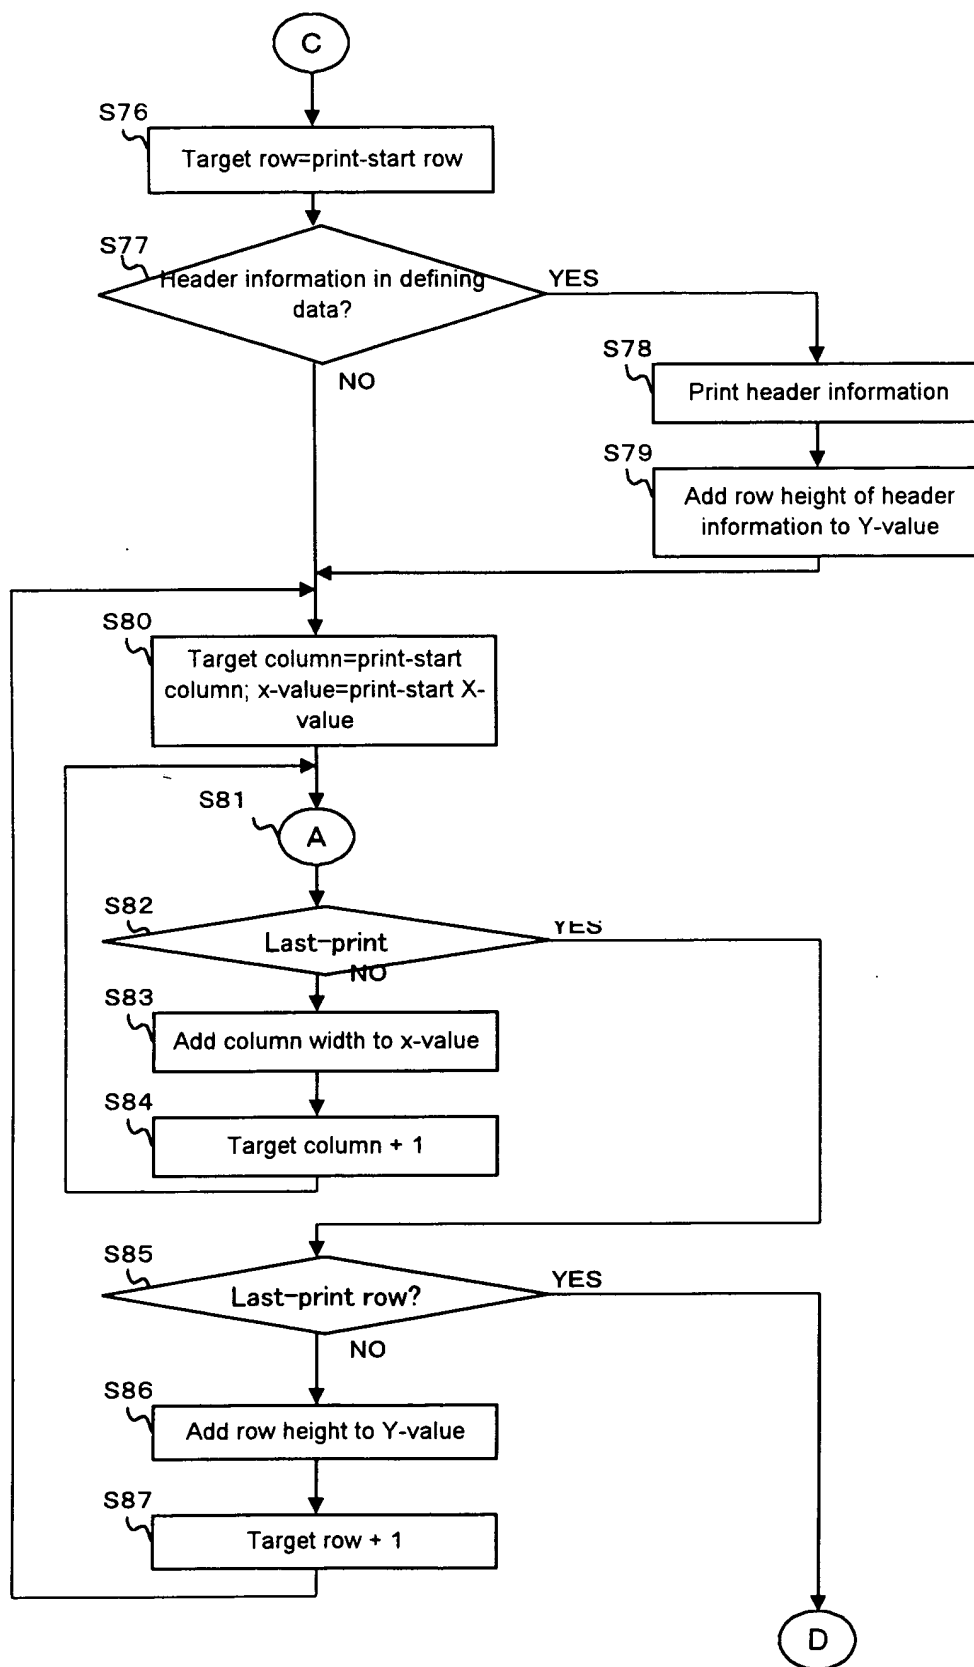 C
S76
Target row=print-start row
S77
Header information in defining
data?
YES
NO
S78
Print header information
S79
Add row height of header
information to Y-value
S80
Target column=print-start
column; x-value=print-start X-
value
S81
A
S82
Last-print
YES
NO
S83
Add column width to x-value
S84
Target column + 1
S85
Last-print row?
YES
NO
S86
Add row height to Y-value
S87
Target row + 1
D